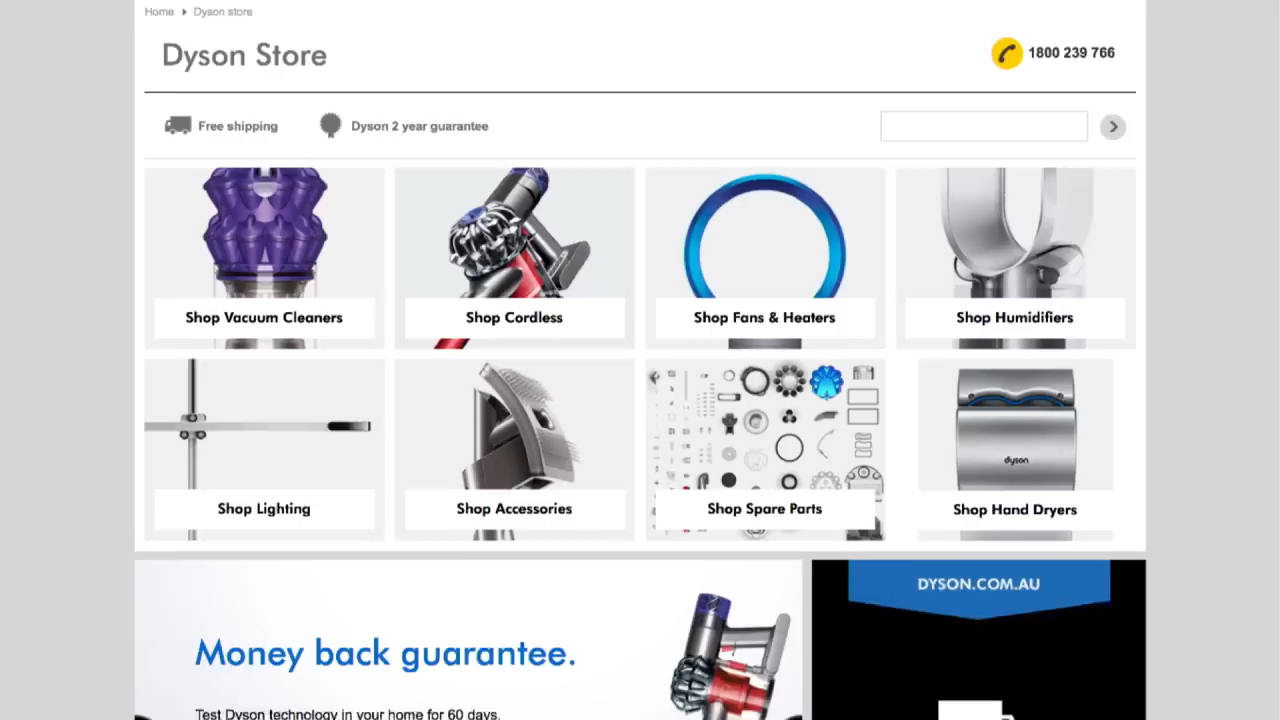 Home ▸ Dyson store
Dyson Store
1800 239 766
Free shipping
Dyson 2 year guarantee
Shop Vacuum Cleaners
Shop Cordless
Shop Fans & Heaters
Shop Humidifiers
dyson
Shop Lighting
Shop Accessories
Shop Spare Parts
Shop Hand Dryers
DYSON.COM.AU
Money back guarantee.
Test Dyson technology in your home for 60 days.